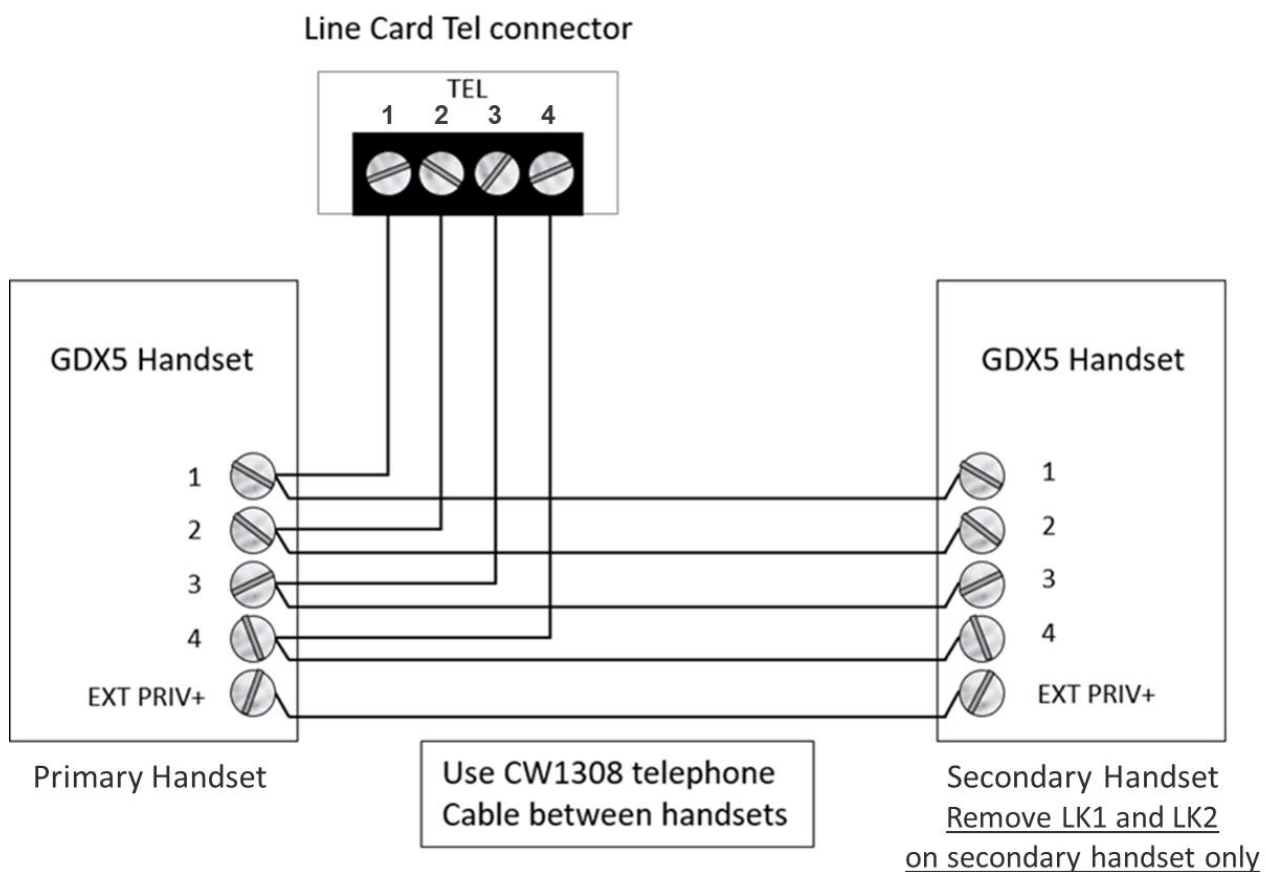 Line Card Tel connector
TEL
1 2 3 4
GDX5 Handset
1
2
3
4
EXT PRIV+
Primary Handset
GDX5 Handset
1
2
3
4
EXT PRIV+
Secondary Handset
Remove LK1 and LK2
on secondary handset only
Use CW1308 telephone
Cable between handsets